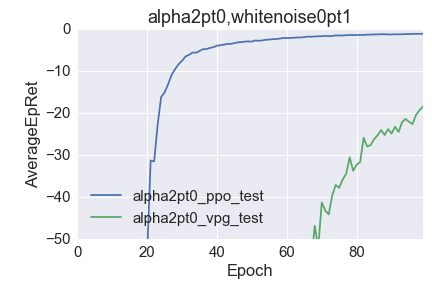 alpha2pt0,whitenoise0pt1
AverageEpRet
0
−10
−20
−30
−40
−50
alpha2pt0_ppo_test
alpha2pt0_vpg_test
0 20 40 60 80
Epoch